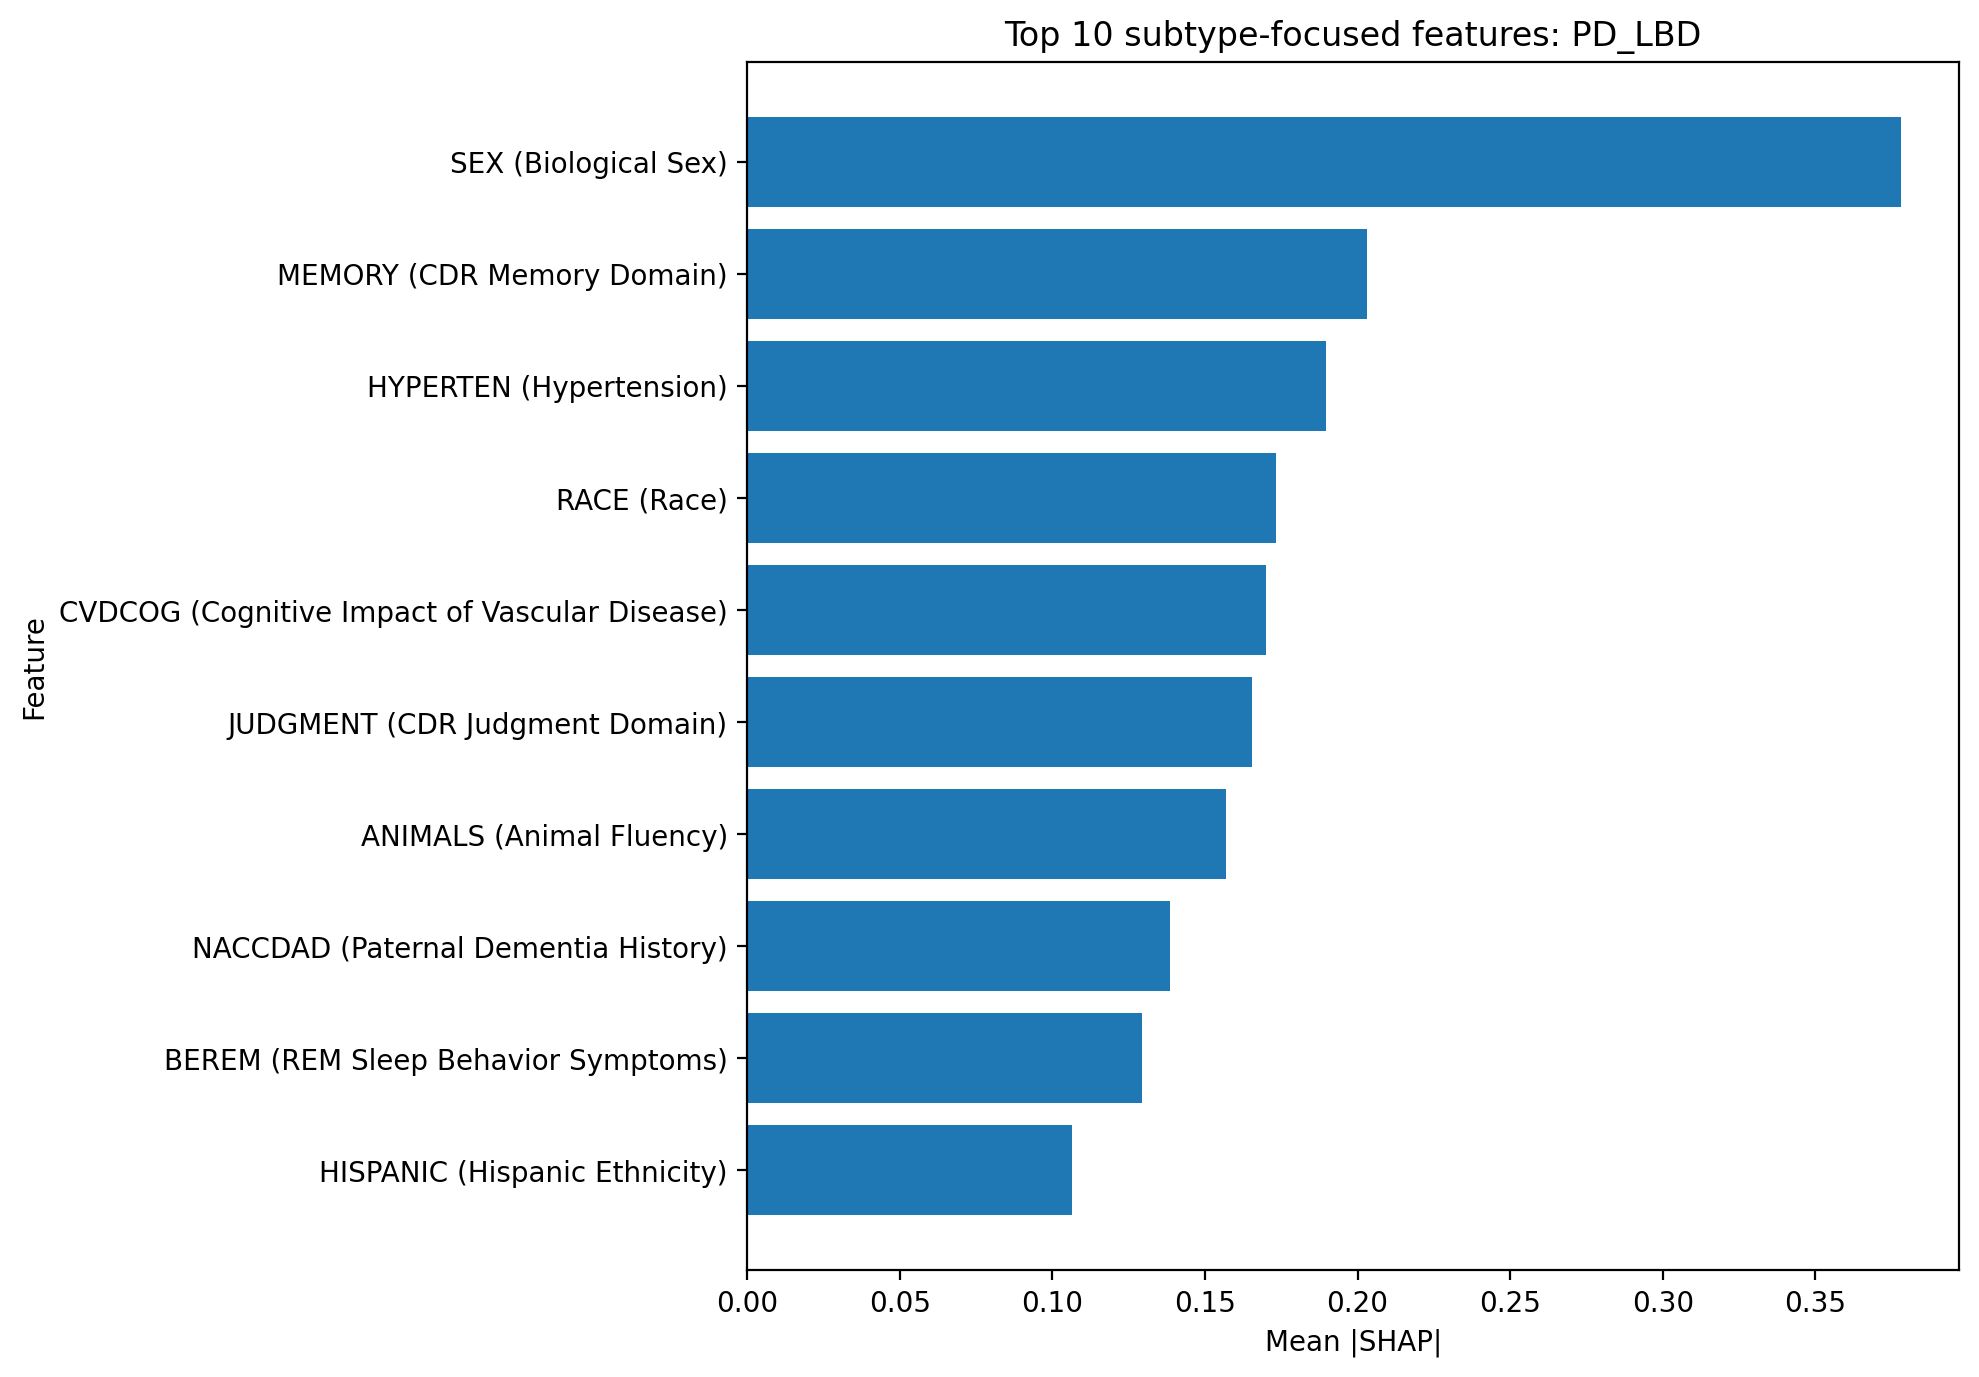 Top 10 subtype-focused features: PD_LBD
SEX (Biological Sex)
MEMORY (CDR Memory Domain)
HYPERTEN (Hypertension)
RACE (Race)
CVDCOG (Cognitive Impact of Vascular Disease)
JUDGMENT (CDR Judgment Domain)
ANIMALS (Animal Fluency)
NACCDAD (Paternal Dementia History)
BEREM (REM Sleep Behavior Symptoms)
HISPANIC (Hispanic Ethnicity)
Feature
0.00 0.05 0.10 0.15 0.20 0.25 0.30 0.35
Mean |SHAP|